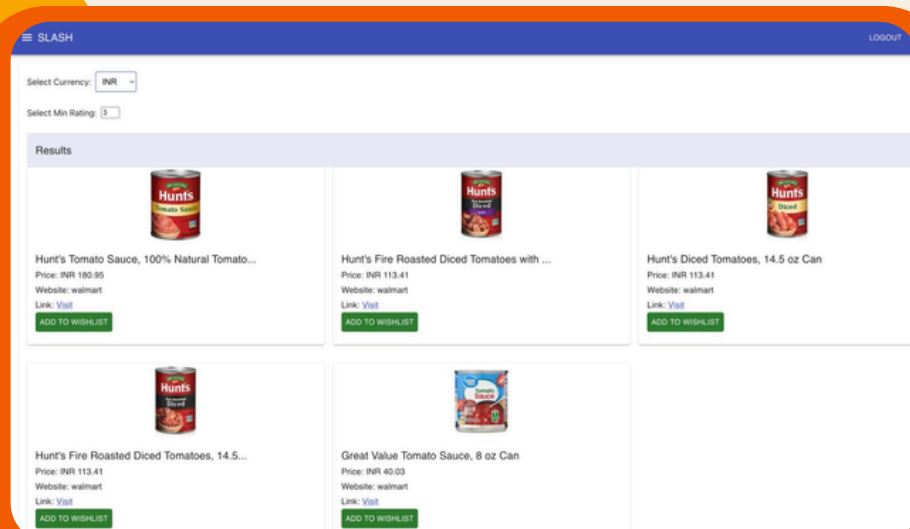 SLASH
LOGOUT
Select Currency: INR
Select Min Rating: 3
Results
Hunt's
Tomato Sauce
Hunt's
Diced
Hunt's
Diced
Hunt's Tomato Sauce, 100% Natural Tomato...
Price: INR 180.95
Website: walmart
Link: Visit
ADD TO WISHLIST
Hunt's Fire Roasted Diced Tomatoes with ...
Price: INR 113.41
Website: walmart
Link: Visit
ADD TO WISHLIST
Hunt's Diced Tomatoes, 14.5 oz Can
Price: INR 113.41
Website: walmart
Link: Visit
ADD TO WISHLIST
Hunt's
Diced
Tomato
Sauce
Hunt's Fire Roasted Diced Tomatoes, 14.5...
Price: INR 113.41
Website: walmart
Link: Visit
ADD TO WISHLIST
Great Value Tomato Sauce, 8 oz Can
Price: INR 40.03
Website: walmart
Link: Visit
ADD TO WISHLIST